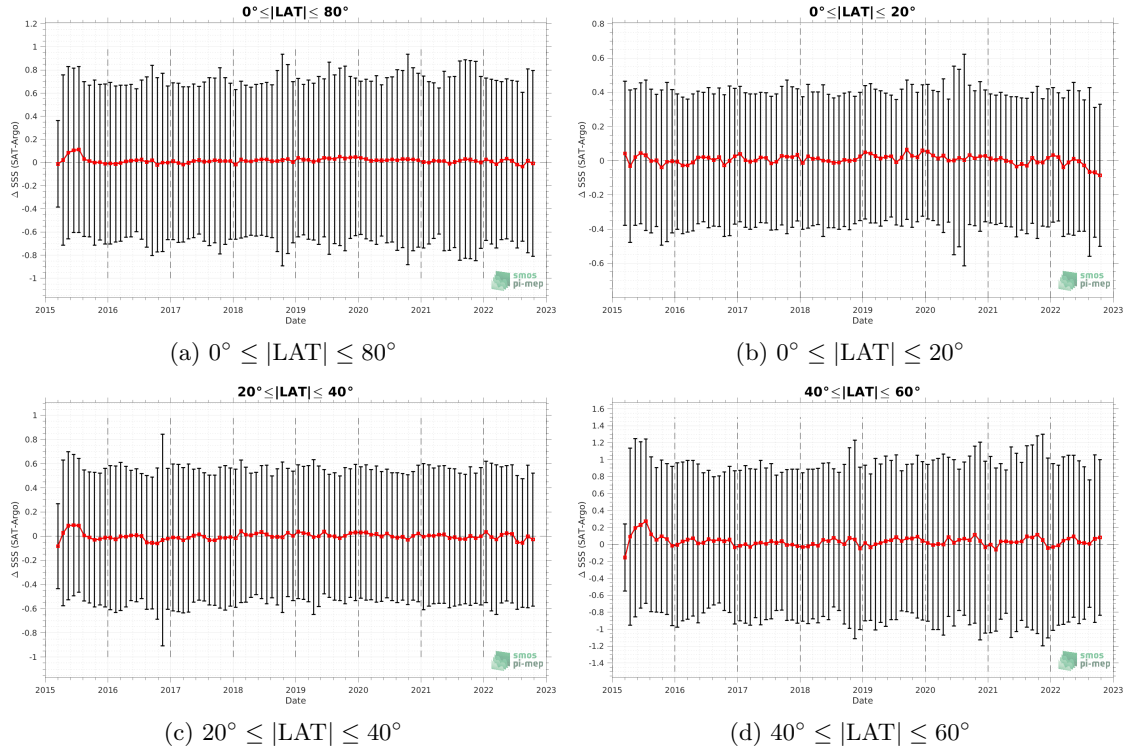 0°≤|LAT|≤ 80°
1.2
1
0.8
0.6
0.4
0.2
0
-0.2
-0.4
-0.6
-0.8
-1
Δ SSS (SAT-Argo)
2015 2016 2017 2018 2019 2020 2021 2022 2023
Date
smos
pi-mep
(a) 0° ≤ |LAT| ≤ 80°
0°≤|LAT|≤ 20°
0.8
0.6
0.4
0.2
0
-0.2
-0.4
-0.6
Δ SSS (SAT-Argo)
2015 2016 2017 2018 2019 2020 2021 2022 2023
Date
smos
pi-mep
(b) 0° ≤ |LAT| ≤ 20°
20°≤|LAT|≤ 40°
1
0.8
0.6
0.4
0.2
0
-0.2
-0.4
-0.6
-0.8
-1
Δ SSS (SAT-Argo)
2015 2016 2017 2018 2019 2020 2021 2022 2023
Date
smos
pi-mep
(c) 20° ≤ |LAT| ≤ 40°
40°≤|LAT|≤ 60°
1.6
1.4
1.2
1
0.8
0.6
0.4
0.2
0
-0.2
-0.4
-0.6
-0.8
-1
-1.2
-1.4
Δ SSS (SAT-Argo)
2015 2016 2017 2018 2019 2020 2021 2022 2023
Date
smos
pi-mep
(d) 40° ≤ |LAT| ≤ 60°